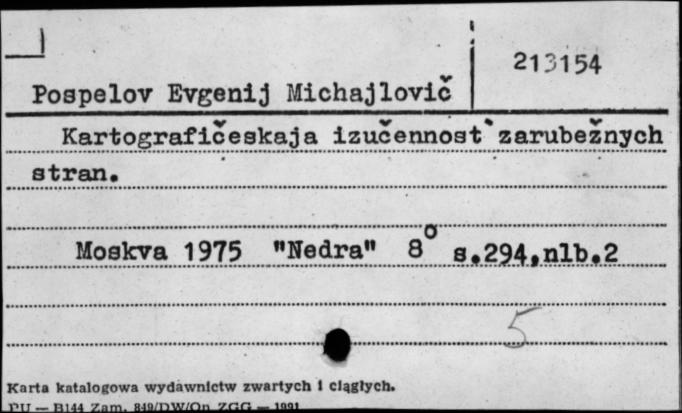 213154
Pospelov Evgenij Michajlovič
Kartografičeskaja izučennost`zarubežnych
stran.
Moskva 1975 "Nedra" 8° s.294,nlb.2
5
Karta katalogowa wydawnictw zwartych i ciągłych.
PU — B144 Zam. 849/DW/Op. ZGG — 1991